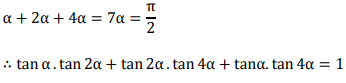 α + 2α + 4α = 7α = π/2
∴ tan α . tan 2α + tan 2α . tan 4α + tanα. tan 4α = 1